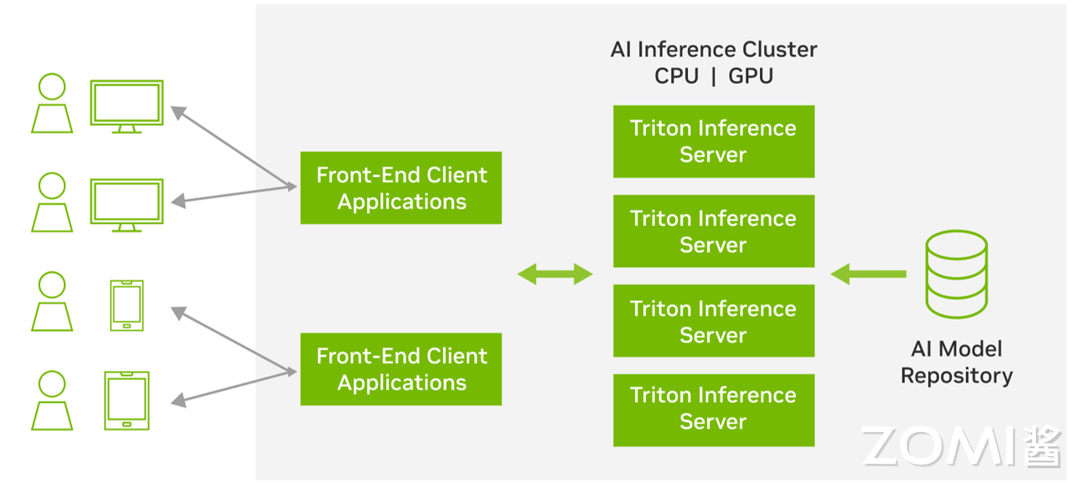 AI Inference Cluster
CPU | GPU
Triton Inference
Server
Front-End Client
Applications
Triton Inference
Server
Triton Inference
Server
Front-End Client
Applications
AI Model
Repository
Triton Inference
Server
ZOMI酱